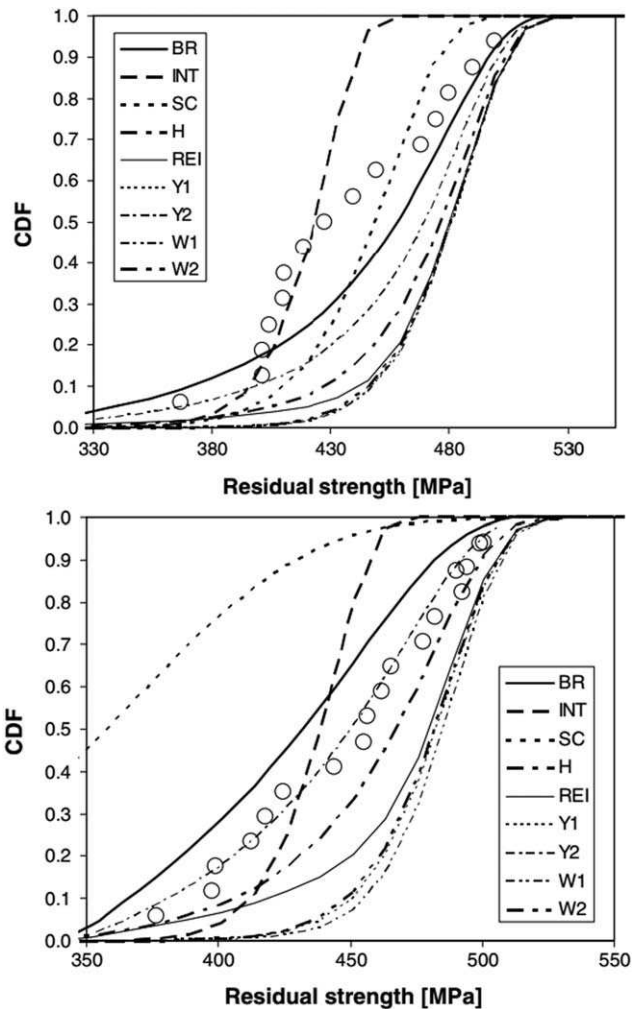 1.0
0.9
0.8
0.7
0.6
0.5
0.4
0.3
0.2
0.1
0.0
CDF
BR
INT
SC
H
REI
Y1
Y2
W1
W2
330 380 430 480 530
Residual strength [MPa]
1.0
0.9
0.8
0.7
0.6
0.5
0.4
0.3
0.2
0.1
0.0
CDF
BR
INT
SC
H
REI
Y1
Y2
W1
W2
350 400 450 500 550
Residual strength [MPa]